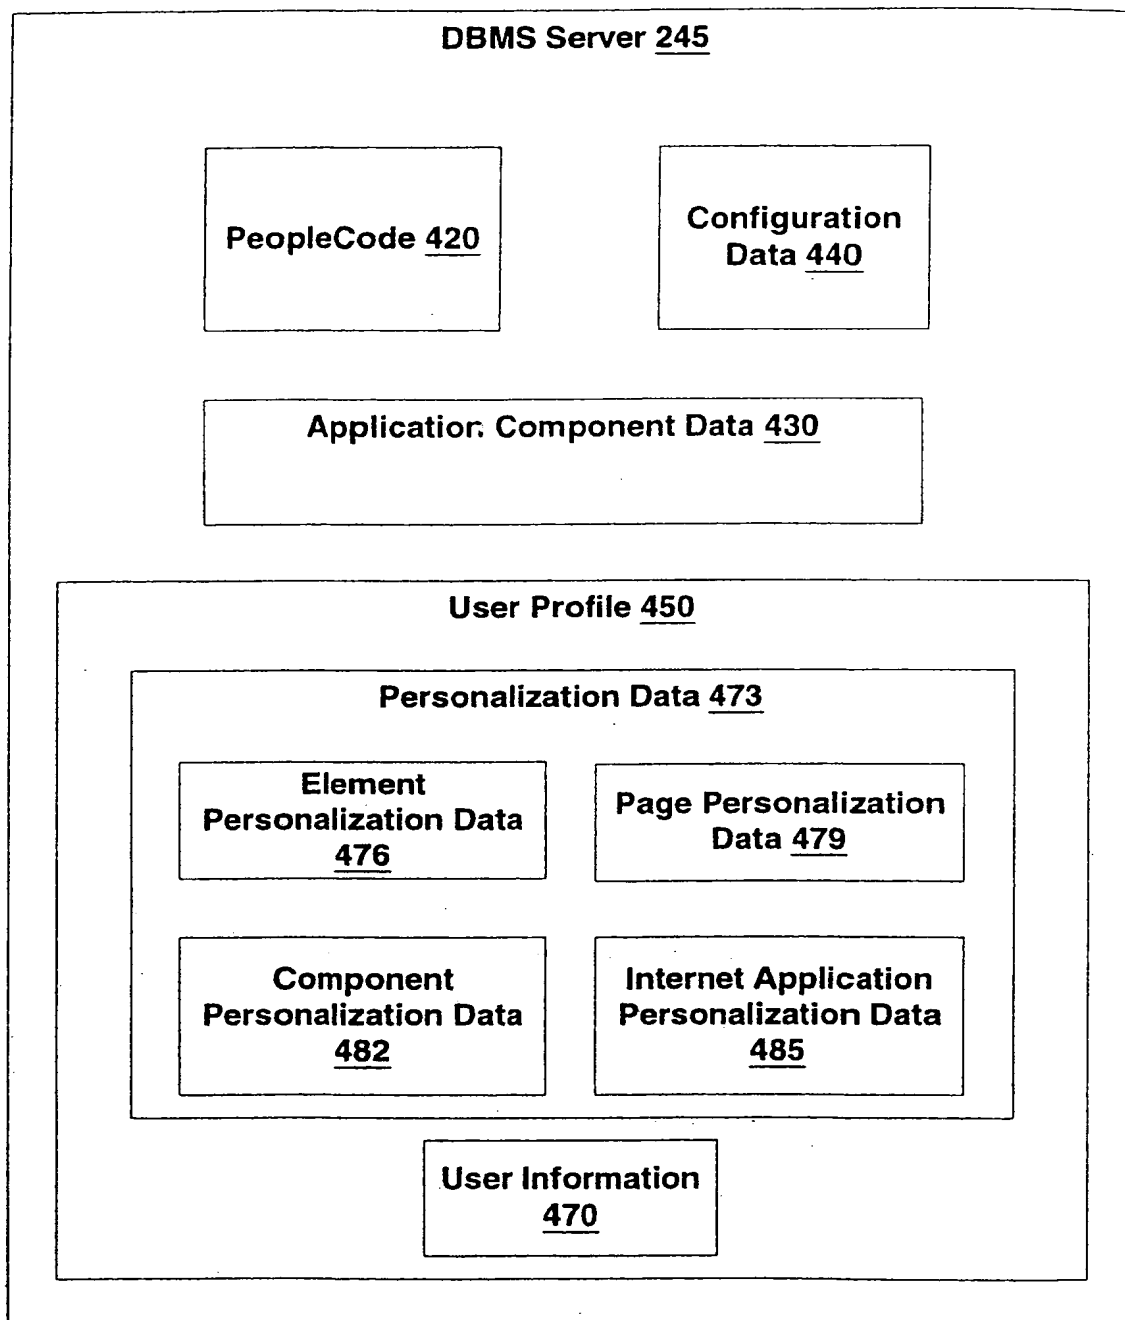 DBMS Server 245
PeopleCode 420
Configuration
Data 440
Application Component Data 430
User Profile 450
Personalization Data 473
Element
Personalization Data
476
Page Personalization
Data 479
Component
Personalization Data
482
Internet Application
Personalization Data
485
User Information
470